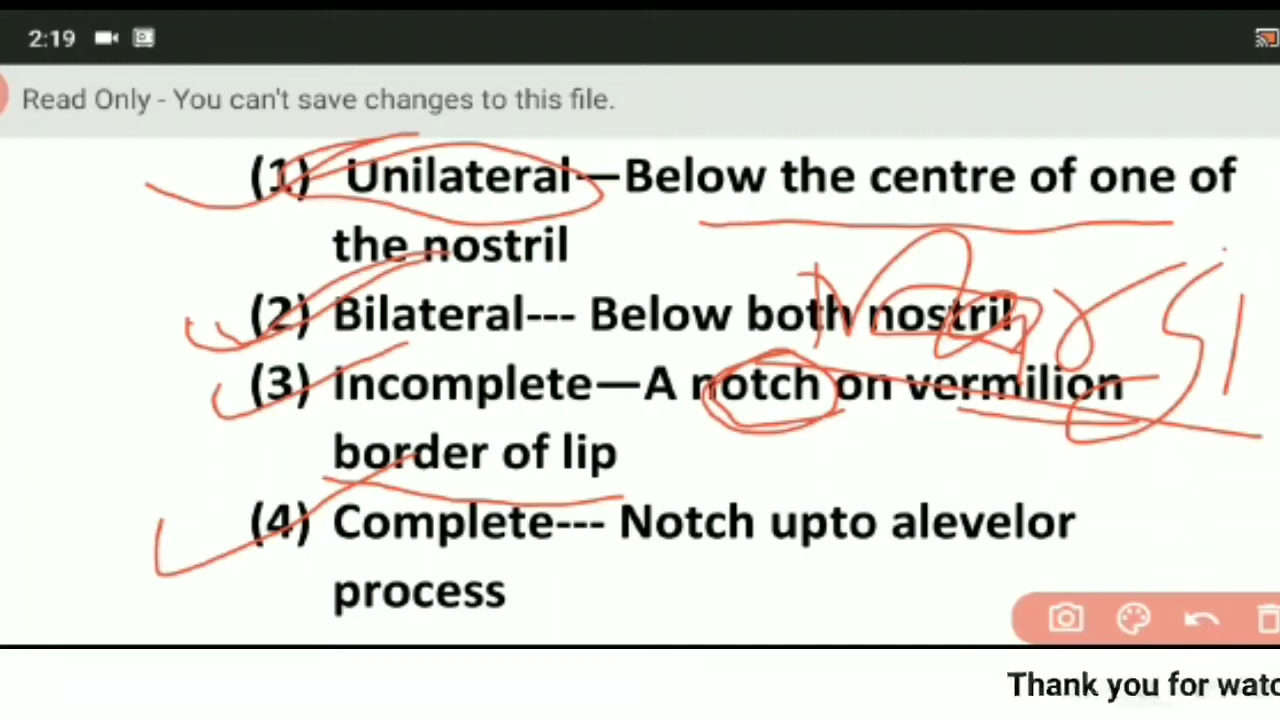 2:19
Read Only - You can't save changes to this file.
(1) Unilateral—Below the centre of one of
the nostril
(2) Bilateral--- Below both nostril
(3) Incomplete—A notch on vermilion
border of lip
(4) Complete--- Notch upto alevelor
process
Thank you for watc